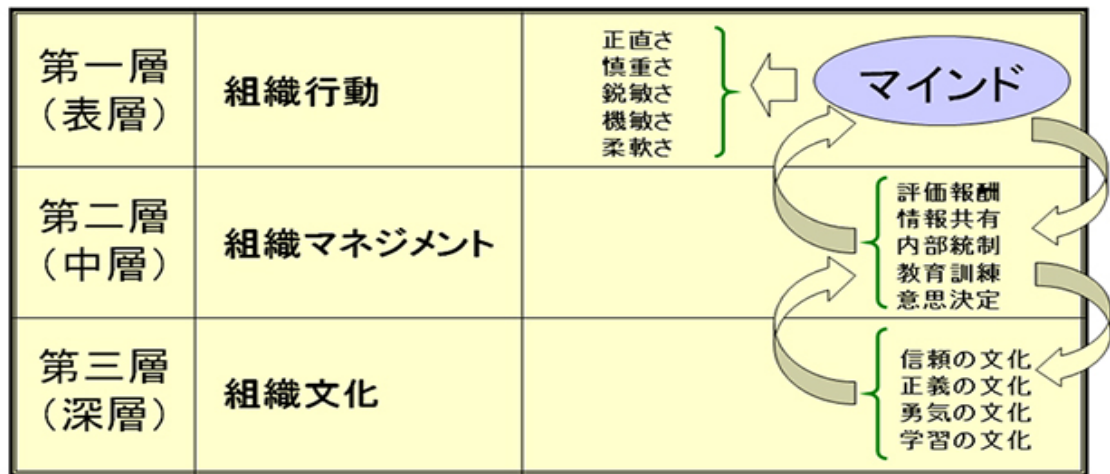 第一層
（表層）
組織行動
正直さ
慎重さ
鋭敏さ
機敏さ
柔軟さ
マインド
第二層
（中層）
組織マネジメント
評価報酬
情報共有
内部統制
教育訓練
意思決定
第三層
（深層）
組織文化
信頼の文化
正義の文化
勇気の文化
学習の文化